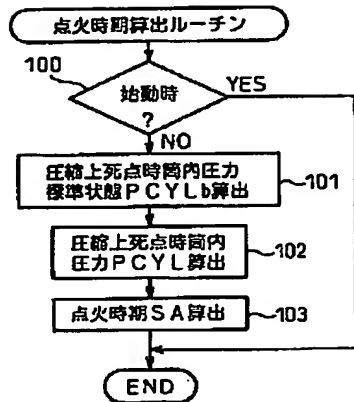 点火時期算出ルーチン
100
始動時
?
YES
NO
圧縮上死点時筒内圧力
標準状態PCYLb算出
101
圧縮上死点時筒内
圧力PCYL算出
102
点火時期SA算出
103
END